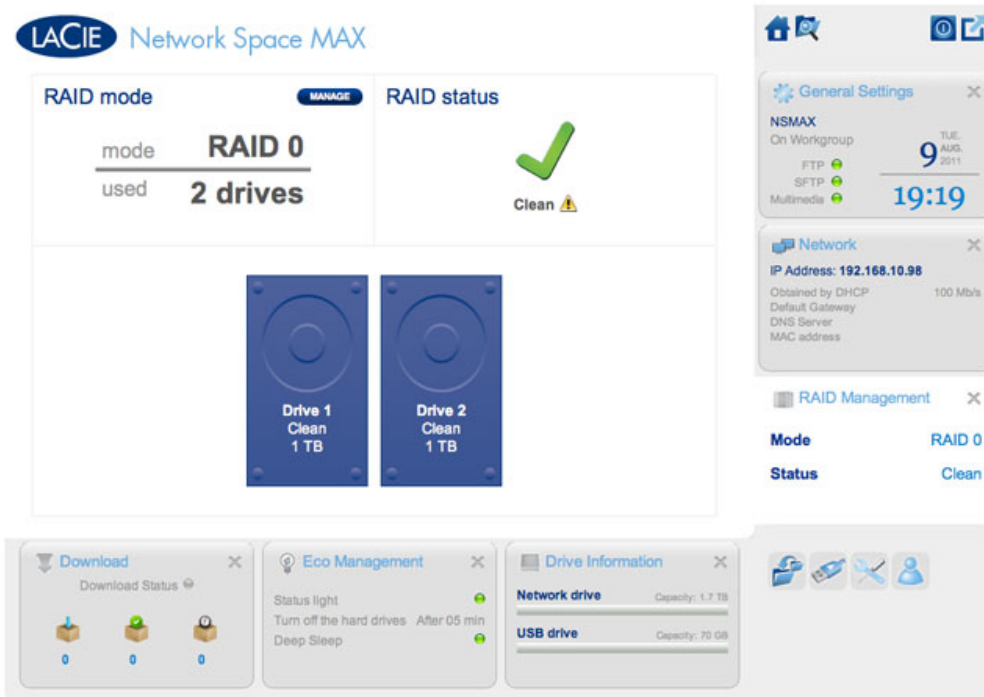 LACIE Network Space MAX
RAID mode
MANAGE
mode RAID 0
used 2 drives
RAID status
Clean
Drive 1
Clean
1 TB
Drive 2
Clean
1 TB
General Settings
NSMAX
On Workgroup
FTP
SFTP
Multimedia
TUE.
9 AUG.
2011
19:19
Network
IP Address: 192.168.10.98
Obtained by DHCP 100 Mb/s
Default Gateway
DNS Server
MAC address
RAID Management
Mode RAID 0
Status Clean
Download
Download Status
0 0 0
Eco Management
Status light
Turn off the hard drives After 05 min
Deep Sleep
Drive Information
Network drive Capacity: 1.7 TB
USB drive Capacity: 70 GB